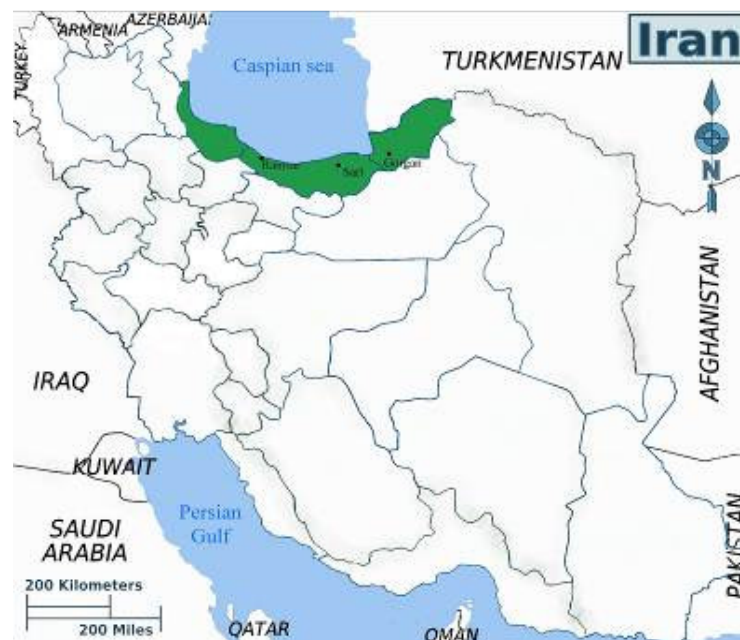 AZERBAIJA
ARMENIA
Iran
TURKEY
Caspian sea
TURKMENISTAN
N
Ramsar
Sari
Gorgan
AFGHANISTAN
IRAQ
KUWAIT
Persian
Gulf
SAUDI
ARABIA
PAKISTAN
200 Kilometers
200 Miles
QATAR
OMAN